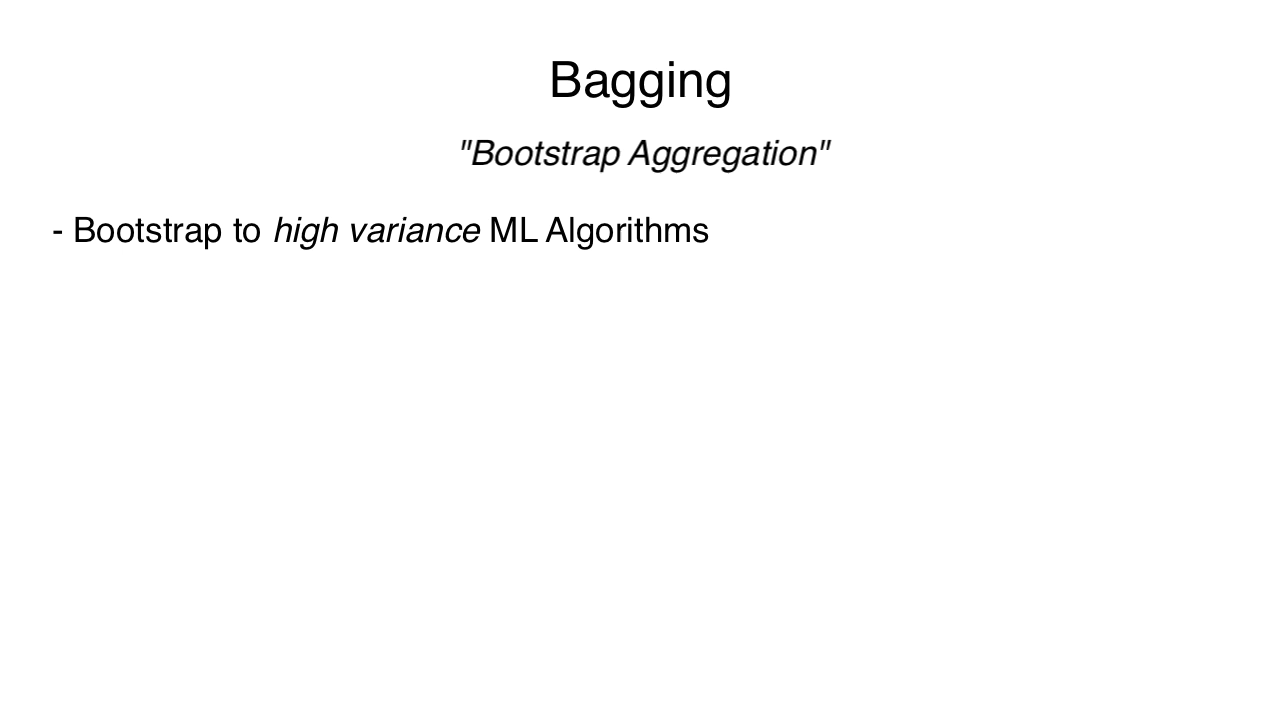 Bagging
"Bootstrap Aggregation"
- Bootstrap to high variance ML Algorithms